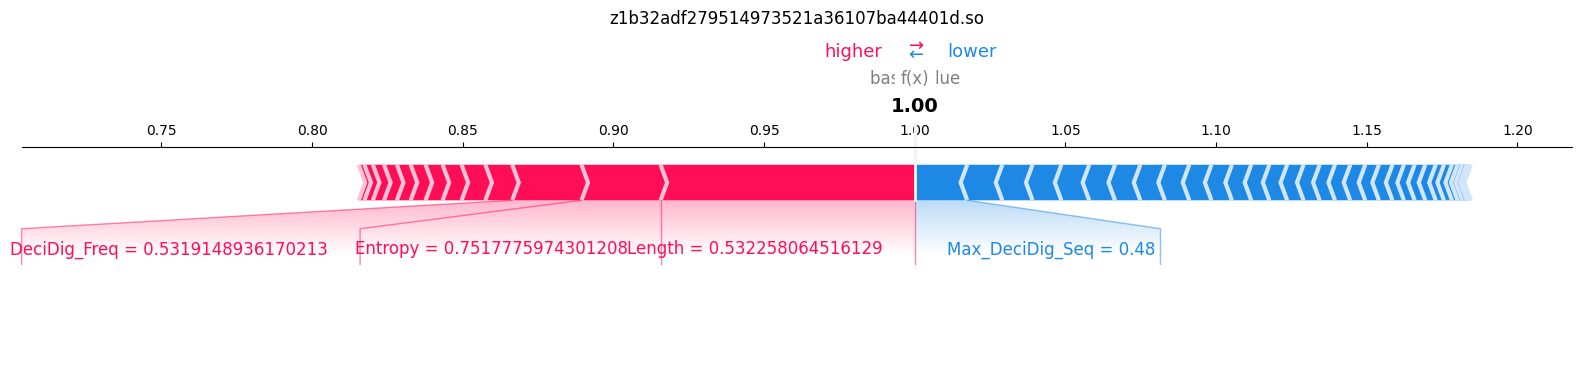 z1b32adf279514973521a36107ba44401d.so
higher → ← lower
bas f(x) lue
1.00
0.75 0.80 0.85 0.90 0.95 1.00 1.05 1.10 1.15 1.20
DeciDig_Freq = 0.5319148936170213 Entropy = 0.7517775974301208 Length = 0.532258064516129 Max_DeciDig_Seq = 0.48